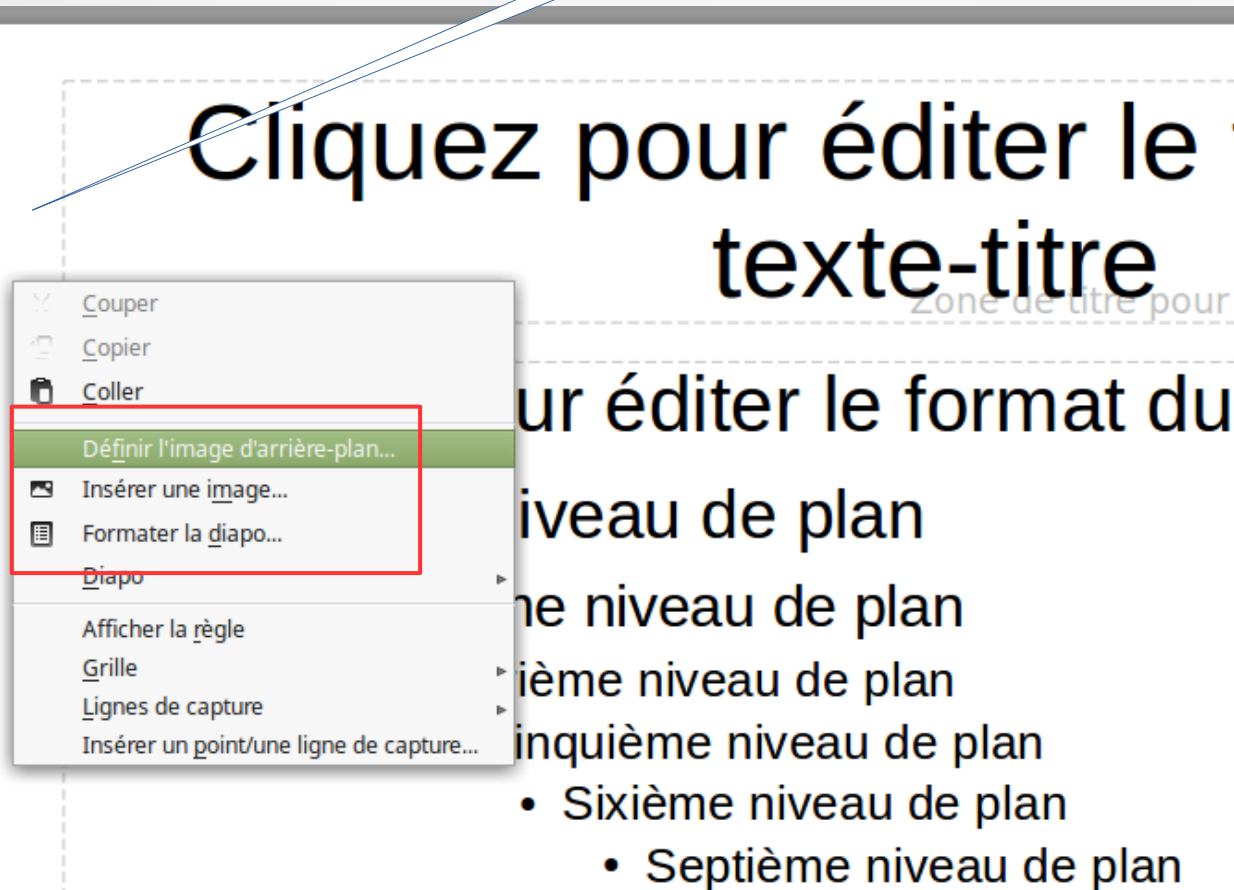 Cliquez pour éditer le
texte-titre
Zone de titre pour
Couper
Copier
Coller
Définir l'image d'arrière-plan...
Insérer une image...
Formater la diapo...
Diapo
Afficher la règle
Grille
Lignes de capture
Insérer un point/une ligne de capture...
ur éditer le format du
iveau de plan
ne niveau de plan
ième niveau de plan
inquième niveau de plan
• Sixième niveau de plan
• Septième niveau de plan